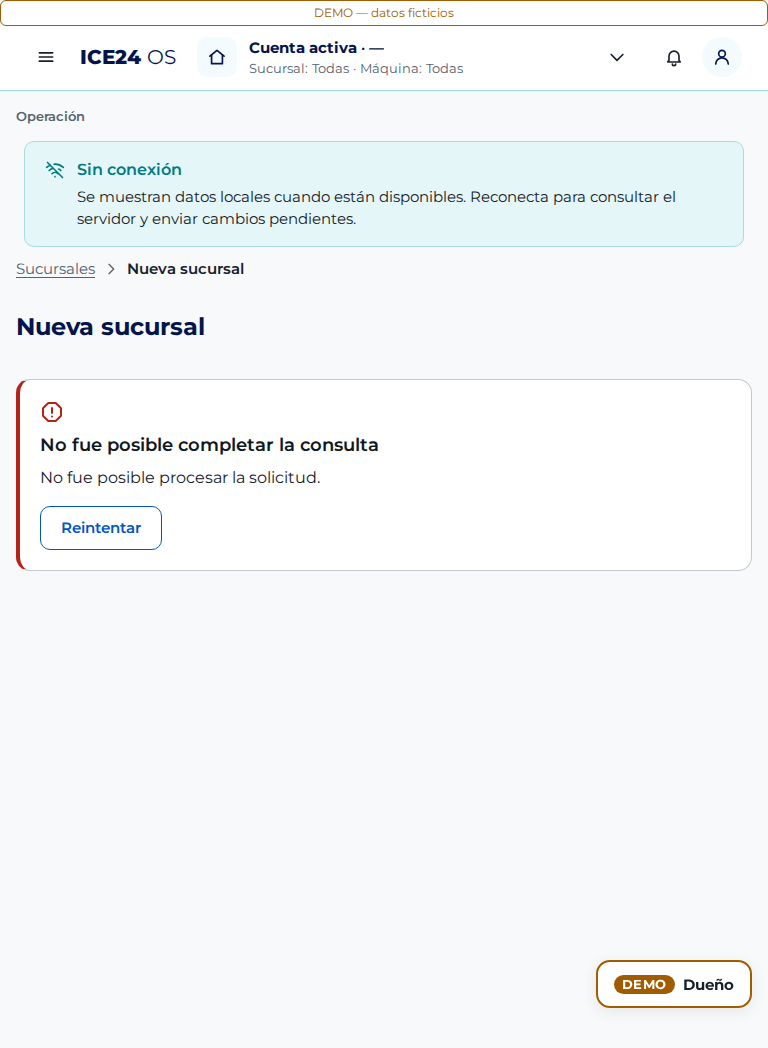 DEMO — datos ficticios
ICE24 OS
Cuenta activa · —
Sucursal: Todas · Máquina: Todas
Operación
Sin conexión
Se muestran datos locales cuando están disponibles. Reconecta para consultar el
servidor y enviar cambios pendientes.
Sucursales > Nueva sucursal
Nueva sucursal
No fue posible completar la consulta
No fue posible procesar la solicitud.
Reintentar
DEMO Dueño